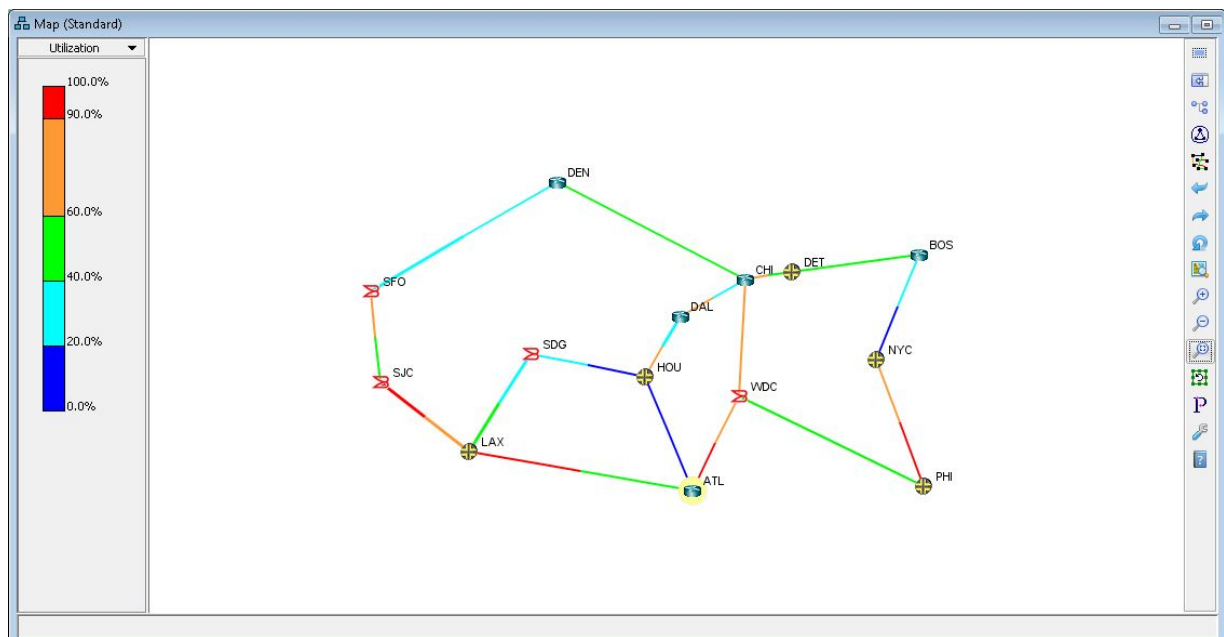 Map (Standard)
Utilization
100.0%
90.0%
60.0%
40.0%
20.0%
0.0%
DEN
BOS
CHI
DET
SFO
DAL
SDG
NYC
HOU
SJC
WDC
LAX
ATL
PHI
P
?